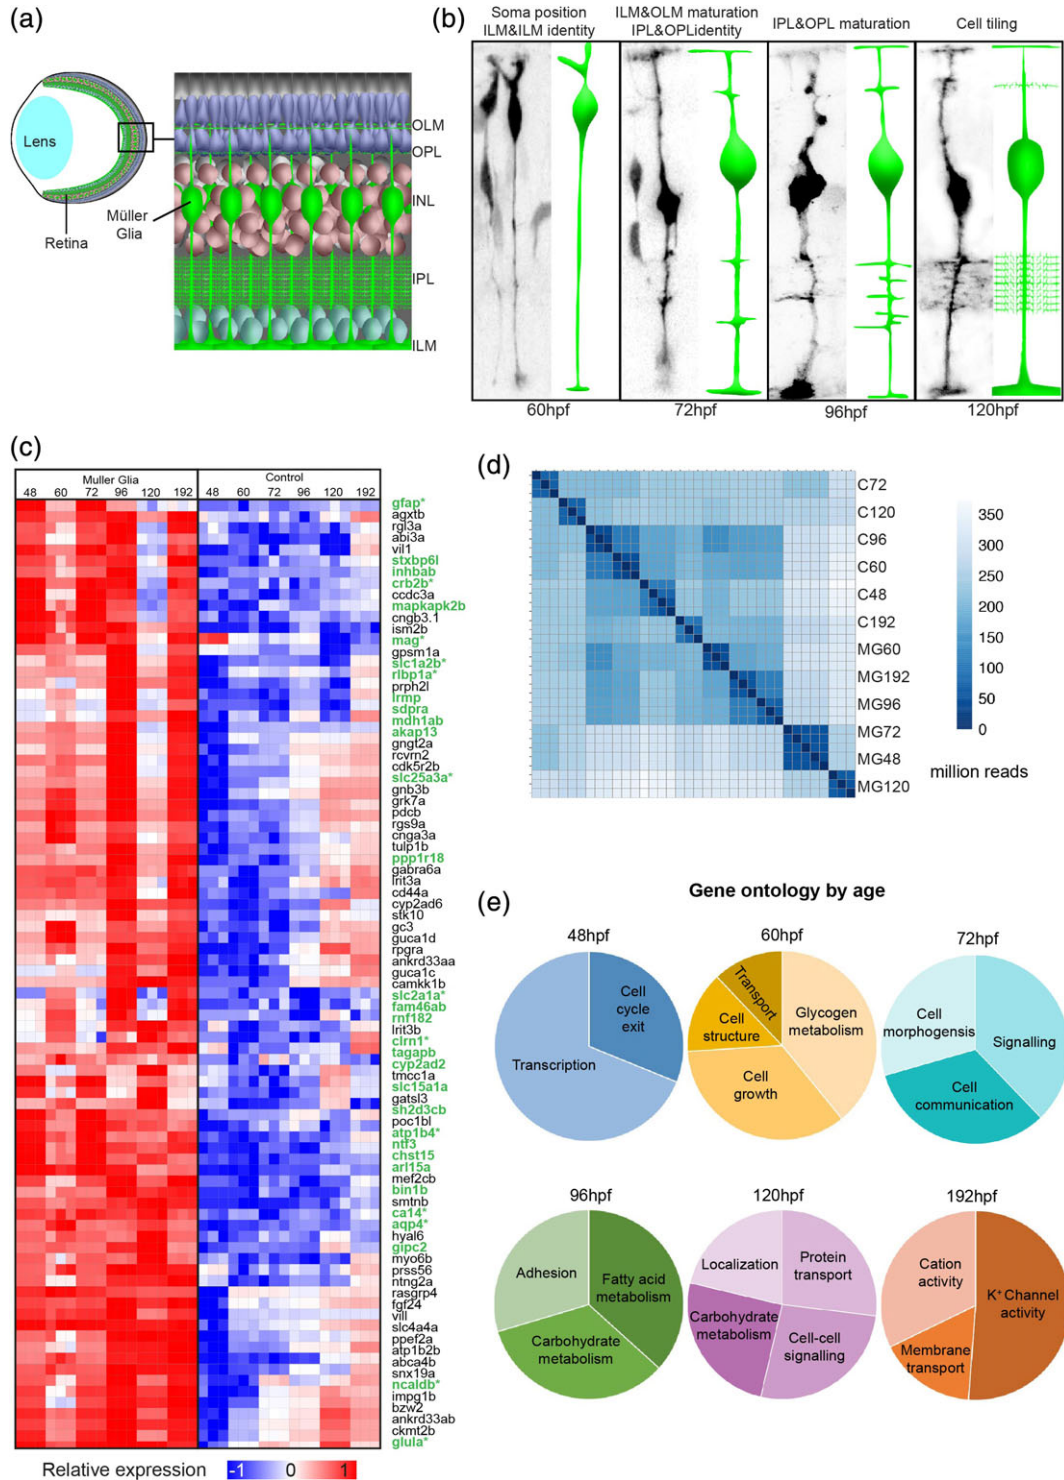 (a)
Lens
Retina
Müller
Glia
OLM
OPL
INL
IPL
ILM
(b)
Soma position
ILM&ILM identity
ILM&OLM maturation
IPL&OPLidentity
IPL&OPL maturation
Cell tiling
60hpf
72hpf
96hpf
120hpf
(c)
Muller Glia
Control
48 60 72 96 120 192
48 60 72 96 120 192
gfap*
agxtb
rgl3a
abi3a
vil1
stxbp6l
inhbab
crb2b*
ccdc3a
mapkapk2b
cngb3.1
ism2b
mag*
gpsm1a
slc1a2b*
rlbp1a*
prph2l
lrmp
sdpra
mdh1ab
akap13
gngt2a
rcvrn2
cdk5r2b
slc25a3a*
gnb3b
grk7a
pdcb
rgs9a
cnga3a
tulp1b
ppp1r18
gabra6a
lrit3a
cd44a
cyp2ad6
stk10
gc3
guca1d
rpgra
ankrd33aa
guca1c
camkk1b
slc2a1a*
fam46ab
rnf182
lrit3b
clrn1*
tagapb
cyp2ad2
tmcc1a
slc15a1a
gatsl3
sh2d3cb
poc1bl
atp1b4*
ntf3
chst15
arl15a
mef2cb
bin1b
smtnb
ca14*
aqp4*
hyal6
gipc2
myo6b
prss56
ntng2a
rasgrp4
fgf24
vill
slc4a4a
ppef2a
atp1b2b
abca4b
snx19a
ncaldb*
impg1b
bzw2
ankrd33ab
ckmt2b
glula*
Relative expression
-1 0 1
(d)
C72
C120
C96
C60
C48
C192
MG60
MG192
MG96
MG72
MG48
MG120
350
300
250
200
150
100
50
0
million reads
(e)
Gene ontology by age
48hpf
Cell
cycle
exit
Transcription
60hpf
Transport
Cell
structure
Glycogen
metabolism
Cell
growth
72hpf
Cell
morphogensis
Signalling
Cell
communication
96hpf
Adhesion
Fatty acid
metabolism
Carbohydrate
metabolism
120hpf
Localization
Protein
transport
Carbohydrate
metabolism
Cell-cell
signalling
192hpf
Cation
activity
K+ Channel
activity
Membrane
transport